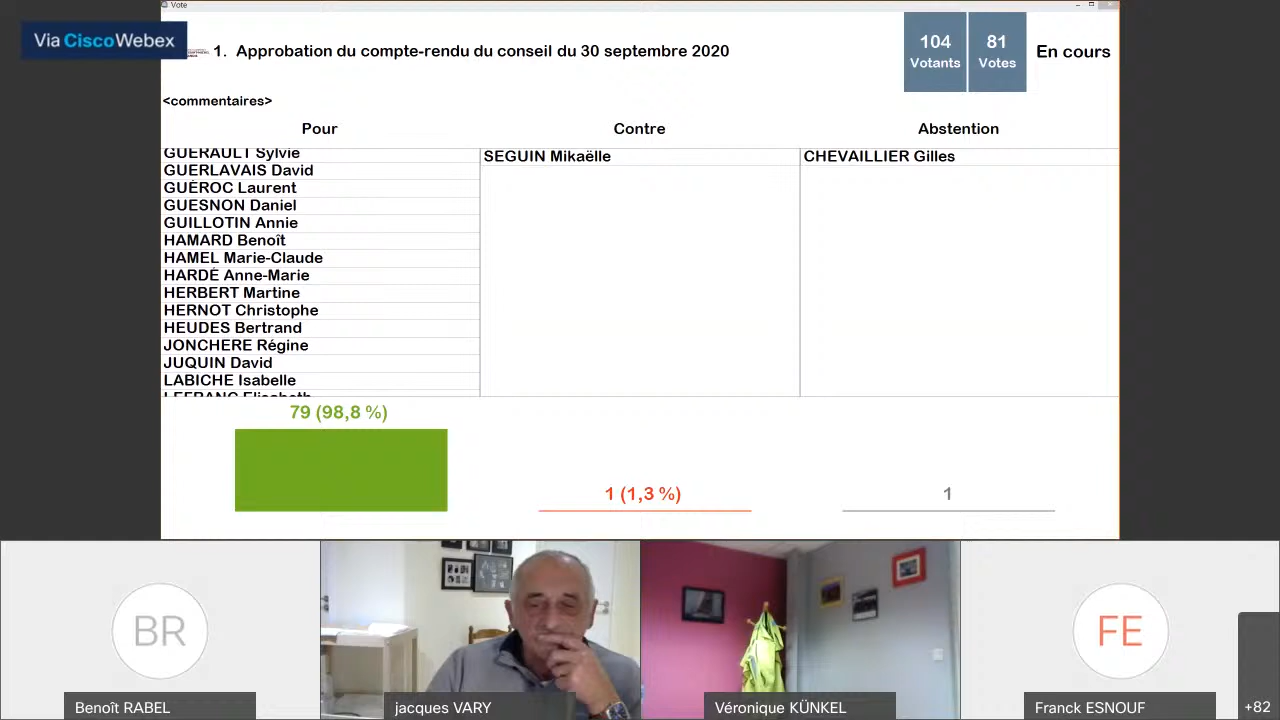 Vote
Via CiscoWebex
1. Approbation du compte-rendu du conseil du 30 septembre 2020
104
Votants
81
Votes
En cours
<commentaires>
Pour
Contre
Abstention
GUERAULT Sylvie
GUERLAVAIS David
GUÉROC Laurent
GUESNON Daniel
GUILLOTIN Annie
HAMARD Benoît
HAMEL Marie-Claude
HARDÉ Anne-Marie
HERBERT Martine
HERNOT Christophe
HEUDES Bertrand
JONCHERE Régine
JUQUIN David
LABICHE Isabelle
LEFRANC Elisabeth
SEGUIN Mikaëlle
CHEVAILLIER Gilles
79 (98,8 %)
1 (1,3 %)
1
BR
FE
Benoît RABEL
jacques VARY
Véronique KÜNKEL
Franck ESNOUF
+82